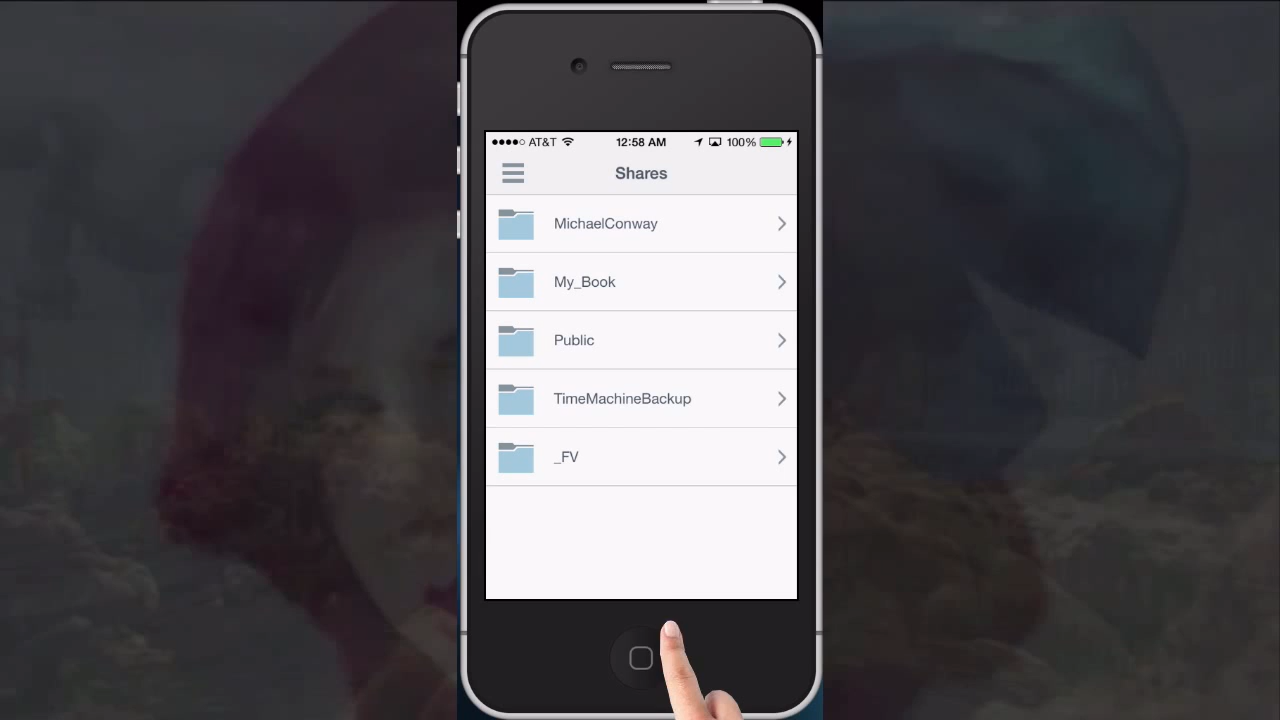 AT&T 12:58 AM 100%
Shares
MichaelConway
My_Book
Public
TimeMachineBackup
_FV